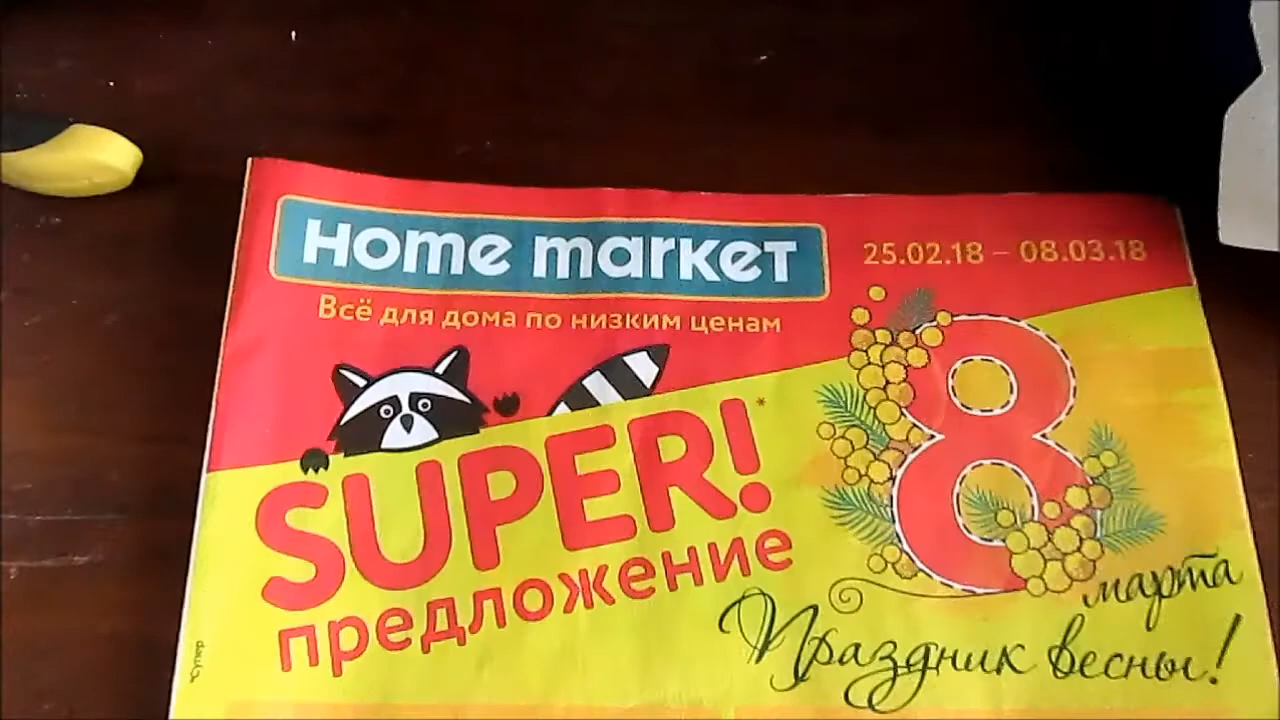 Home market
25.02.18 – 08.03.18
Всё для дома по низким ценам
SUPER!*
предложение
8
марта
Праздник весны!
*Супер